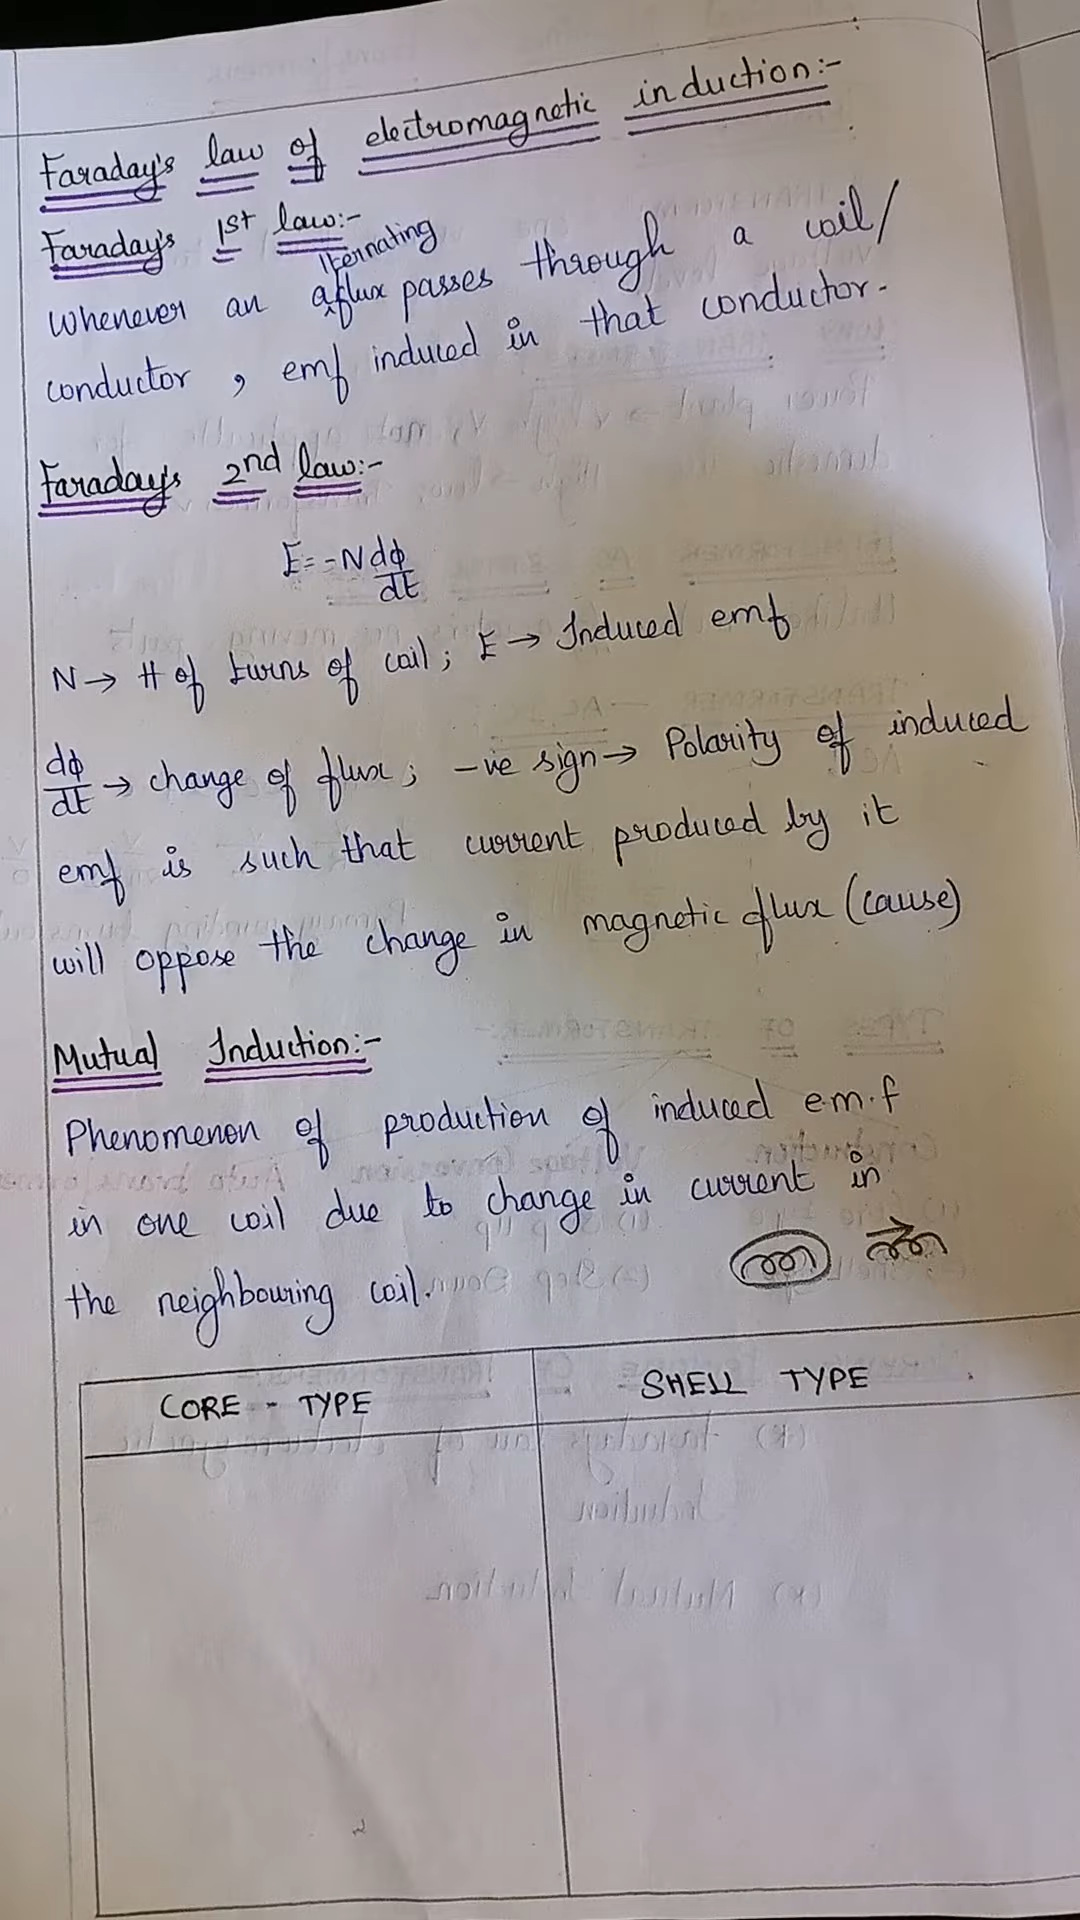 Faraday's law of electromagnetic induction:-
Faraday's 1st law:-
Whenever an alternating flux passes through a coil/
conductor, emf induced in that conductor.
Faraday's 2nd law:-
E = -N dϕ/dt
N → # of turns of coil; E → Induced emf
dϕ/dt → change of flux; -ve sign → Polarity of induced
emf is such that current produced by it
will oppose the change in magnetic flux (cause)
Mutual Induction:-
Phenomenon of production of induced e.m.f
in one coil due to change in current in
the neighbouring coil.
CORE - TYPE
SHELL TYPE